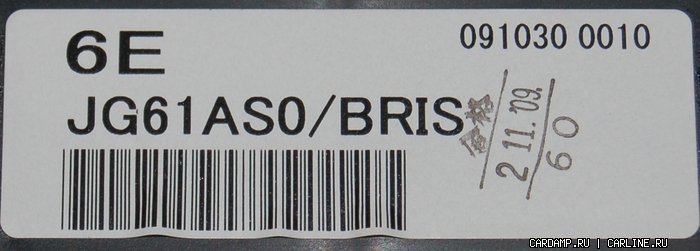 6E
091030 0010
JG61AS0/BRIS
合格
2 11.'09.
60
CARDAMP.RU | CARLINE.RU